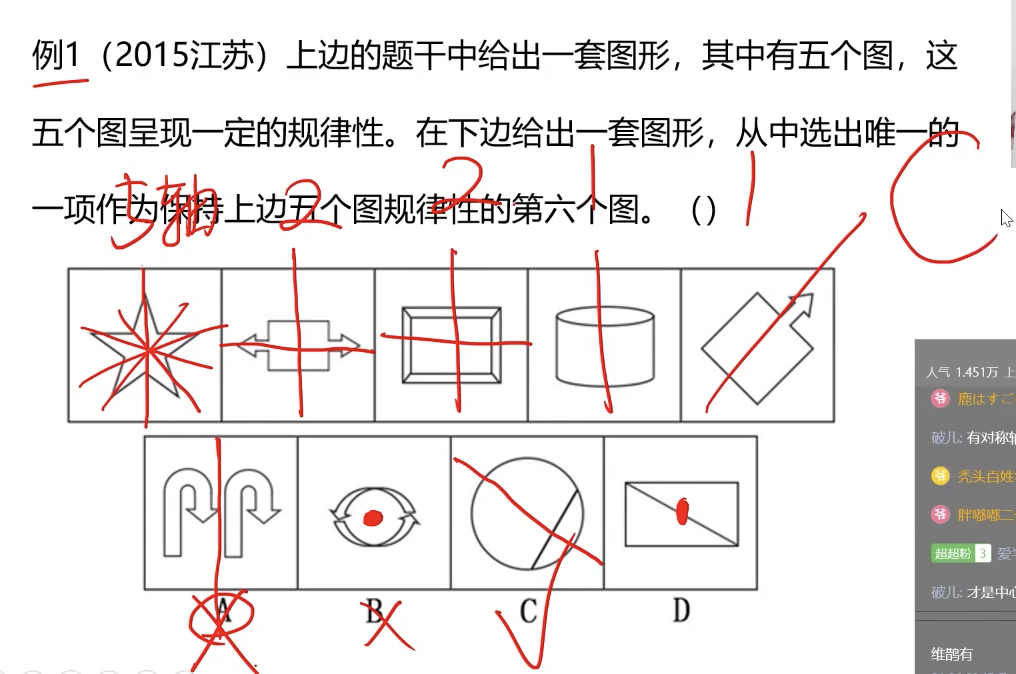 例1（2015江苏）上边的题干中给出一套图形，其中有五个图，这
五个图呈现一定的规律性。在下边给出一套图形，从中选出唯一的
一项作为保持上边五个图规律性的第六个图。（）
5轴 2 2 1 1 C
A B C D
人气 1.451万 上
爷 鹿はすご
破儿: 有对称轴
爷 秃头百姓
爷 胖嘟嘟二
超超粉 3 爱学
破儿: 才是中心
维鹊有